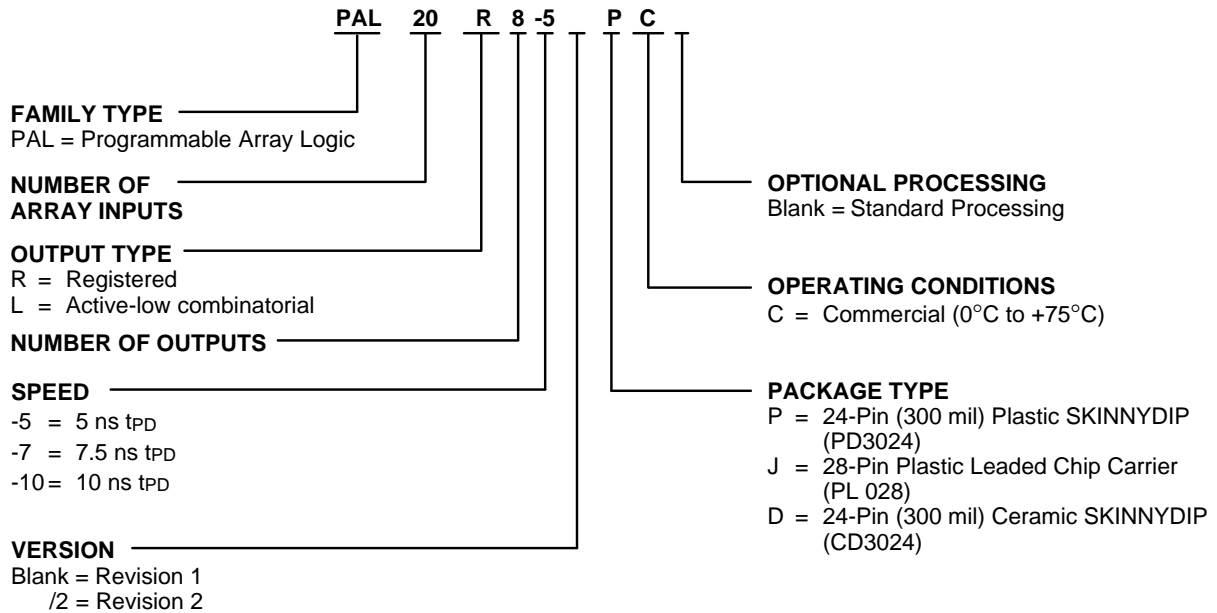 PAL 20 R 8 -5 P C
FAMILY TYPE
PAL = Programmable Array Logic
NUMBER OF
ARRAY INPUTS
OUTPUT TYPE
R = Registered
L = Active-low combinatorial
NUMBER OF OUTPUTS
SPEED
-5 = 5 ns tPD
-7 = 7.5 ns tPD
-10 = 10 ns tPD
VERSION
Blank = Revision 1
/2 = Revision 2
OPTIONAL PROCESSING
Blank = Standard Processing
OPERATING CONDITIONS
C = Commercial (0°C to +75°C)
PACKAGE TYPE
P = 24-Pin (300 mil) Plastic SKINNYDIP
(PD3024)
J = 28-Pin Plastic Leaded Chip Carrier
(PL 028)
D = 24-Pin (300 mil) Ceramic SKINNYDIP
(CD3024)